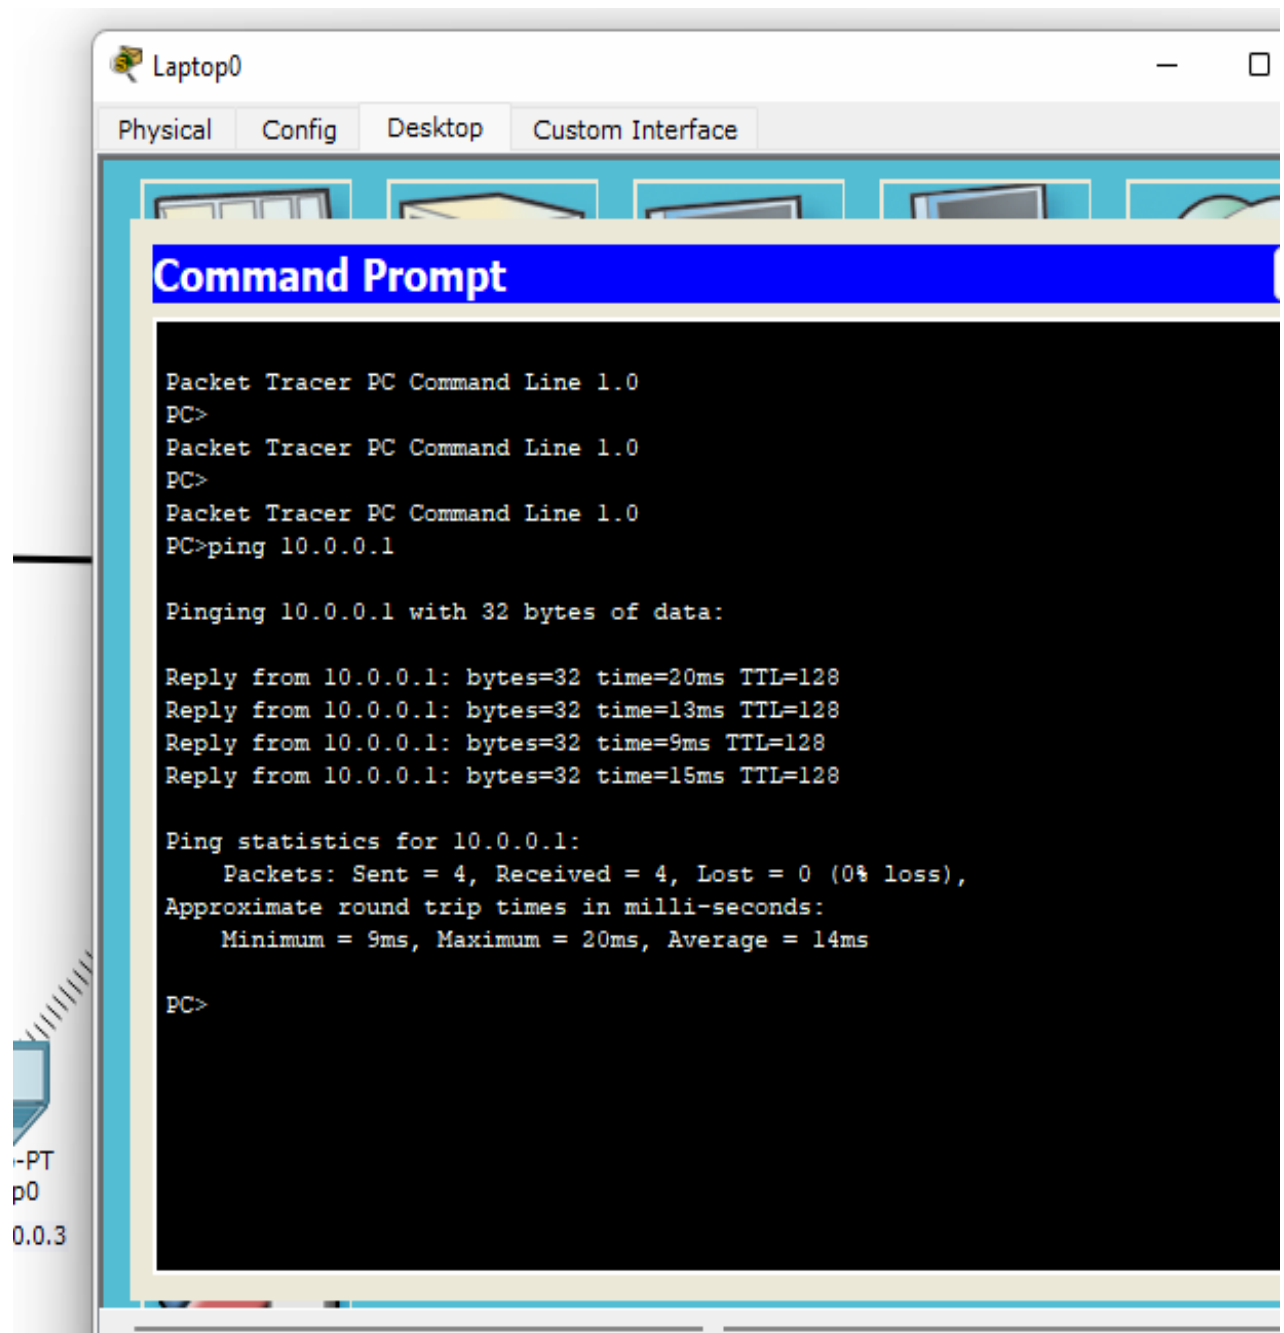 Laptop0
Physical Config Desktop Custom Interface
Command Prompt
Packet Tracer PC Command Line 1.0
PC>
Packet Tracer PC Command Line 1.0
PC>
Packet Tracer PC Command Line 1.0
PC>ping 10.0.0.1
Pinging 10.0.0.1 with 32 bytes of data:
Reply from 10.0.0.1: bytes=32 time=20ms TTL=128
Reply from 10.0.0.1: bytes=32 time=13ms TTL=128
Reply from 10.0.0.1: bytes=32 time=9ms TTL=128
Reply from 10.0.0.1: bytes=32 time=15ms TTL=128
Ping statistics for 10.0.0.1:
Packets: Sent = 4, Received = 4, Lost = 0 (0% loss),
Approximate round trip times in milli-seconds:
Minimum = 9ms, Maximum = 20ms, Average = 14ms
PC>
-PT
p0
0.0.3